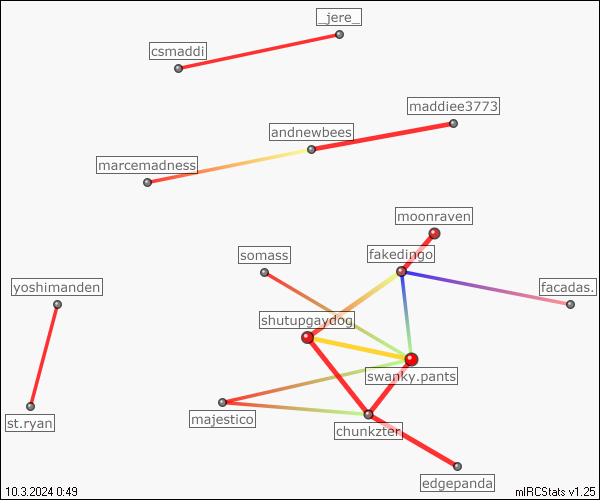 _jere_
csmaddi
maddiee3773
andnewbees
marcemadness
moonraven
somass
fakedingo
yoshimanden
facadas.
shutupgaydog
swanky.pants
majestico
st.ryan
chunkzter
edgepanda
10.3.2024 0:49
mIRCStats v1.25